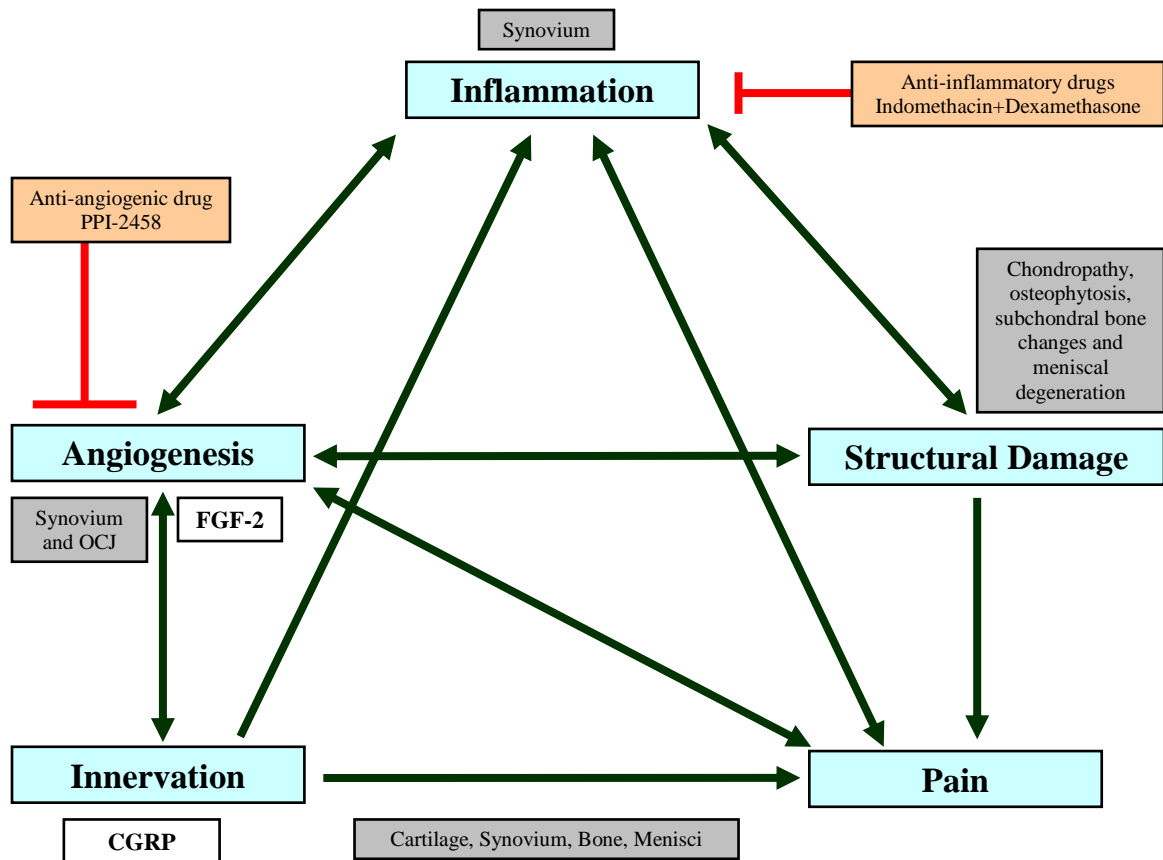 Synovium
Inflammation
Anti-inflammatory drugs
Indomethacin+Dexamethasone
Anti-angiogenic drug
PPI-2458
Chondropathy,
osteophytosis,
subchondral bone
changes and
meniscal
degeneration
Angiogenesis
Structural Damage
Synovium
and OCJ
FGF-2
Innervation
Pain
CGRP
Cartilage, Synovium, Bone, Menisci